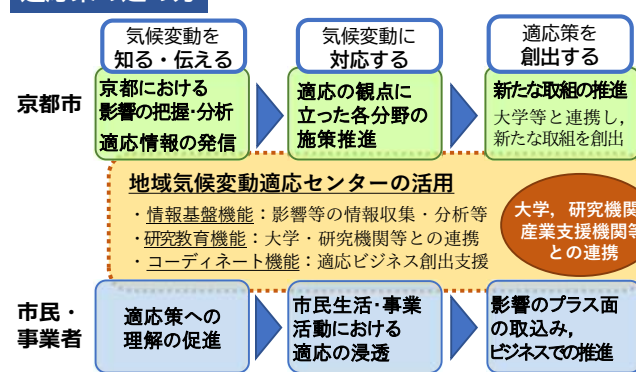 気候変動を
知る・伝える
気候変動に
対応する
適応策を
創出する
京都市
京都における
影響の把握・分析
適応情報の発信
適応の観点に
立った各分野の
施策推進
新たな取組の推進
大学等と連携し，
新たな取組を創出
地域気候変動適応センターの活用
・情報基盤機能：影響等の情報収集・分析等
・研究教育機能：大学・研究機関等との連携
・コーディネート機能：適応ビジネス創出支援
大学，研究機関
産業支援機関等
との連携
市民・
事業者
適応策への
理解の促進
市民生活・事業
活動における
適応の浸透
影響のプラス面
の取込み，
ビジネスでの推進